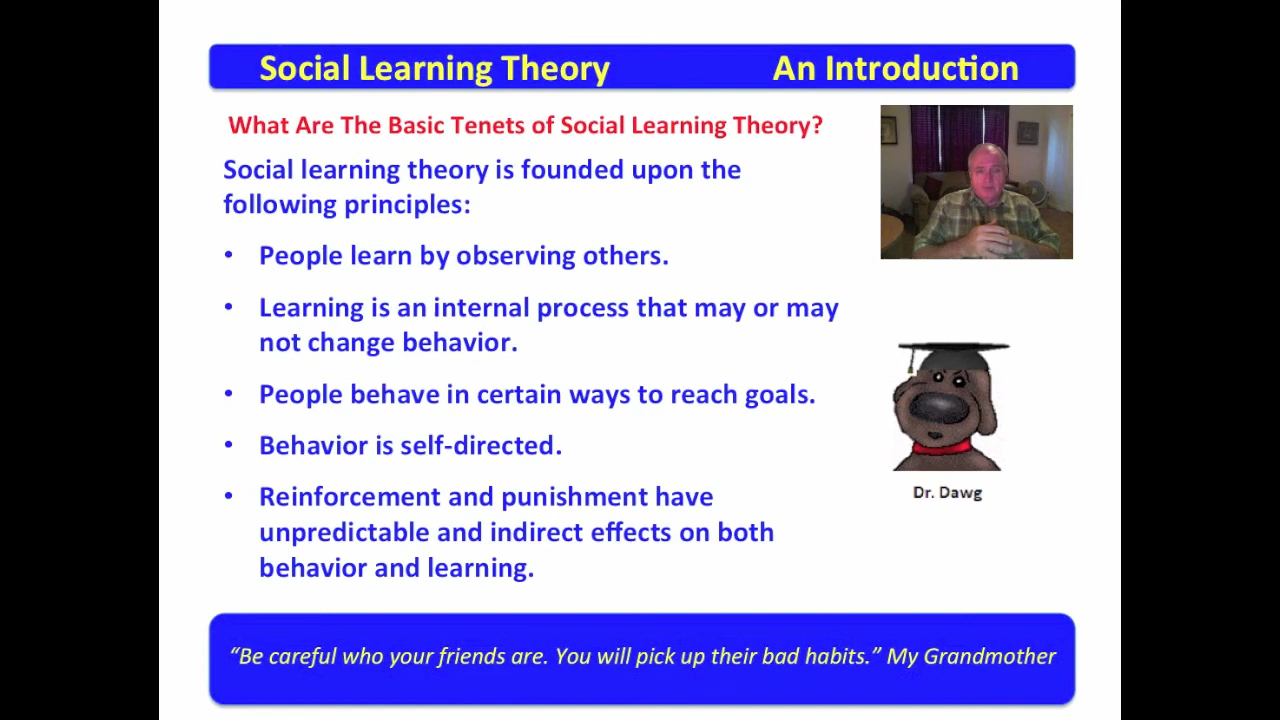 Social Learning Theory An Introduction
What Are The Basic Tenets of Social Learning Theory?
Social learning theory is founded upon the
following principles:
• People learn by observing others.
• Learning is an internal process that may or may
not change behavior.
• People behave in certain ways to reach goals.
• Behavior is self-directed.
• Reinforcement and punishment have
unpredictable and indirect effects on both
behavior and learning.
Dr. Dawg
“Be careful who your friends are. You will pick up their bad habits.” My Grandmother